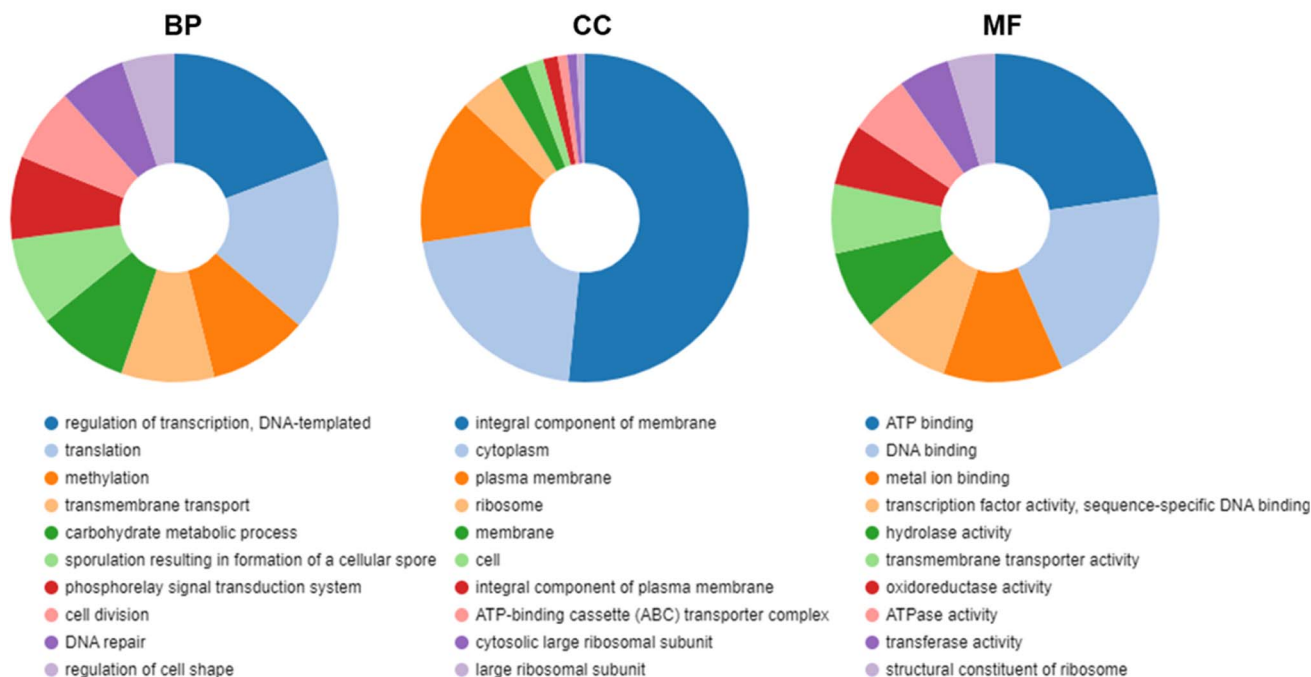 BP
CC
MF
regulation of transcription, DNA-templated
translation
methylation
transmembrane transport
carbohydrate metabolic process
sporulation resulting in formation of a cellular spore
phosphorelay signal transduction system
cell division
DNA repair
regulation of cell shape
integral component of membrane
cytoplasm
plasma membrane
ribosome
membrane
cell
integral component of plasma membrane
ATP-binding cassette (ABC) transporter complex
cytosolic large ribosomal subunit
large ribosomal subunit
ATP binding
DNA binding
metal ion binding
transcription factor activity, sequence-specific DNA binding
hydrolase activity
transmembrane transporter activity
oxidoreductase activity
ATPase activity
transferase activity
structural constituent of ribosome